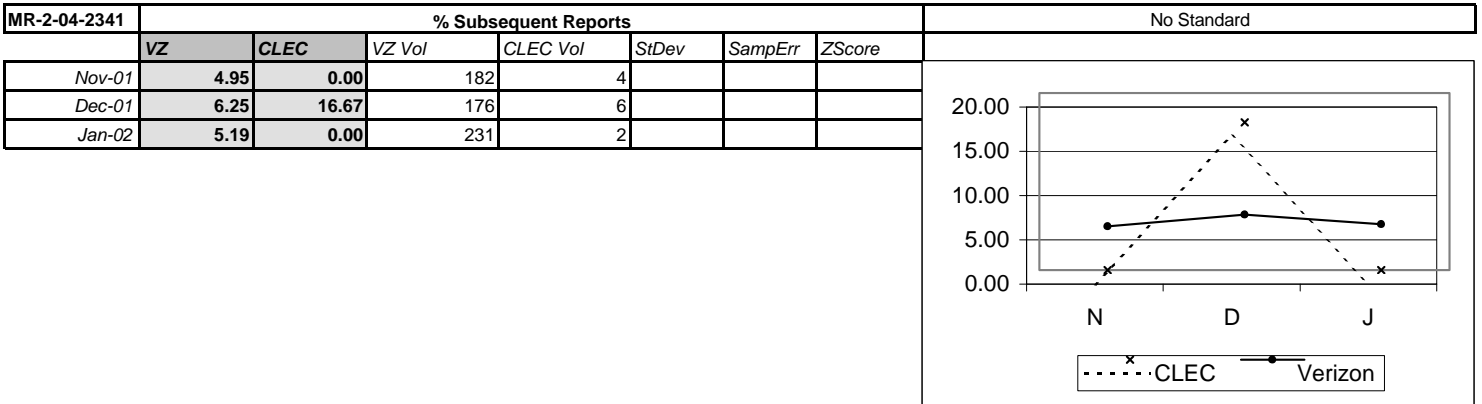 MR-2-04-2341 % Subsequent Reports No Standard
VZ CLEC VZ Vol CLEC Vol StDev SampErr ZScore
Nov-01 4.95 0.00 182 4
Dec-01 6.25 16.67 176 6
Jan-02 5.19 0.00 231 2
20.00
15.00
10.00
5.00
0.00
N D J
CLEC Verizon